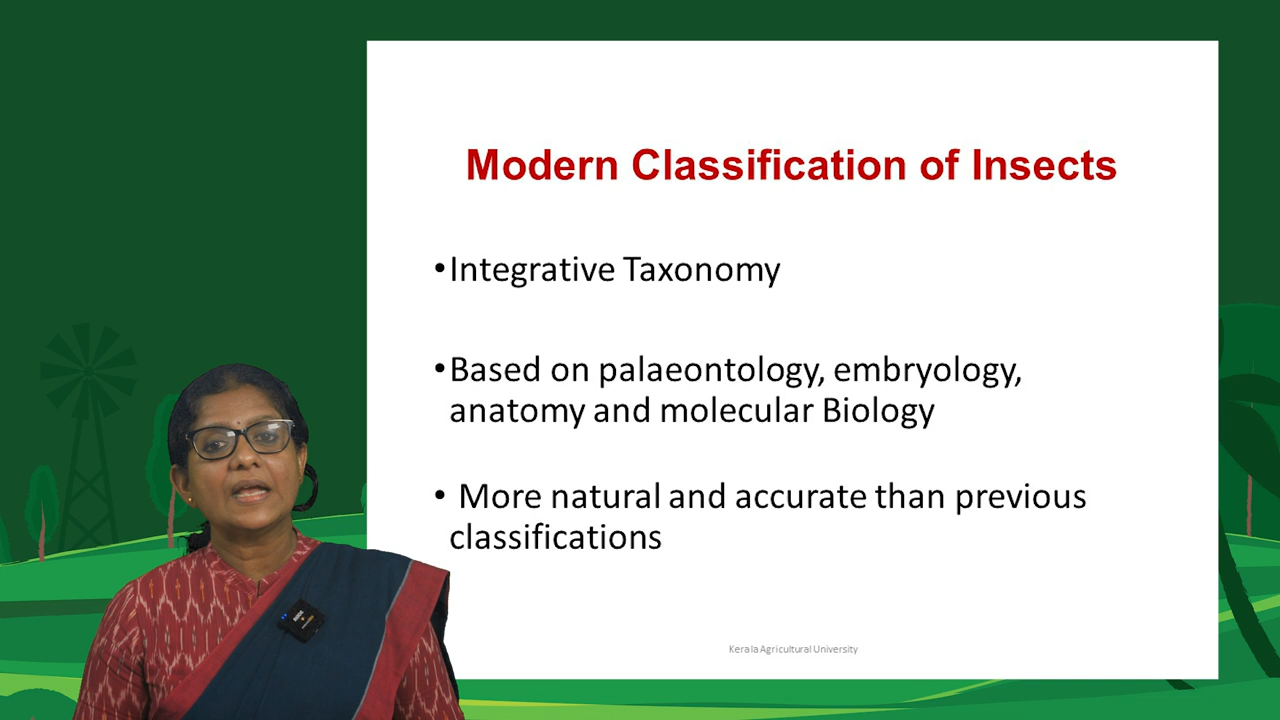 Modern Classification of Insects
•Integrative Taxonomy
•Based on palaeontology, embryology,
anatomy and molecular Biology
• More natural and accurate than previous
classifications
Kerala Agricultural University